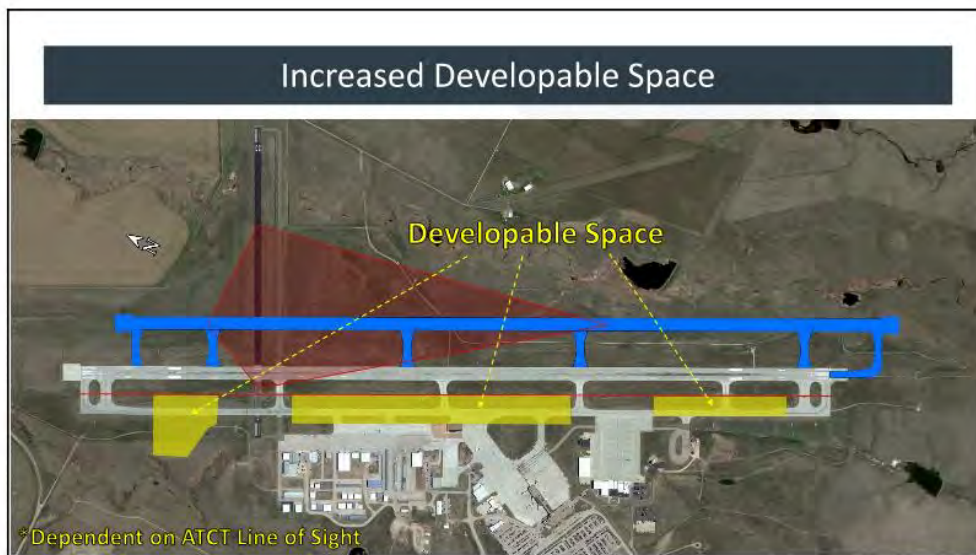 Increased Developable Space
Developable Space
*Dependent on ATCT Line of Sight